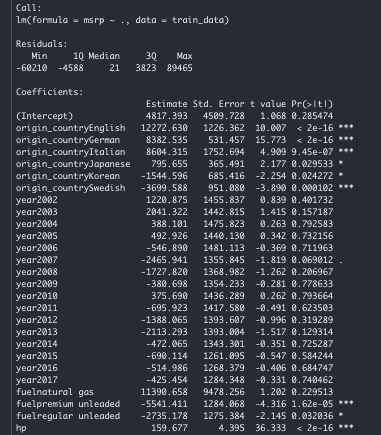 Call:
lm(formula = msrp ~ ., data = train_data)
Residuals:
Min 1Q Median 3Q Max
-60210 -4588 21 3823 89465
Coefficients:
Estimate Std. Error t value Pr(>|t|)
(Intercept) 4817.393 4509.728 1.068 0.285474
origin_countryEnglish 12272.630 1226.362 10.007 < 2e-16 ***
origin_countryGerman 8382.535 531.457 15.773 < 2e-16 ***
origin_countryItalian 8604.315 1752.694 4.909 9.45e-07 ***
origin_countryJapanese 795.655 365.491 2.177 0.029533 *
origin_countryKorean -1544.596 685.416 -2.254 0.024272 *
origin_countrySwedish -3699.588 951.080 -3.890 0.000102 ***
year2002 1220.875 1455.837 0.839 0.401732
year2003 2041.322 1442.815 1.415 0.157187
year2004 388.101 1475.823 0.263 0.792583
year2005 492.926 1440.130 0.342 0.732156
year2006 -546.890 1481.113 -0.369 0.711963
year2007 -2465.941 1355.845 -1.819 0.069012 .
year2008 -1727.820 1368.982 -1.262 0.206967
year2009 -380.698 1354.233 -0.281 0.778633
year2010 375.690 1436.289 0.262 0.793664
year2011 -695.923 1417.580 -0.491 0.623503
year2012 -1388.065 1393.607 -0.996 0.319289
year2013 -2113.293 1393.004 -1.517 0.129314
year2014 -472.065 1343.301 -0.351 0.725287
year2015 -690.114 1261.095 -0.547 0.584244
year2016 -514.986 1268.379 -0.406 0.684747
year2017 -425.454 1284.348 -0.331 0.740462
fuelnatural gas 11390.658 9478.256 1.202 0.229513
fuelpremium unleaded -5541.411 1284.068 -4.316 1.62e-05 ***
fuelregular unleaded -2735.178 1275.384 -2.145 0.032036 *
hp 159.677 4.395 36.333 < 2e-16 ***